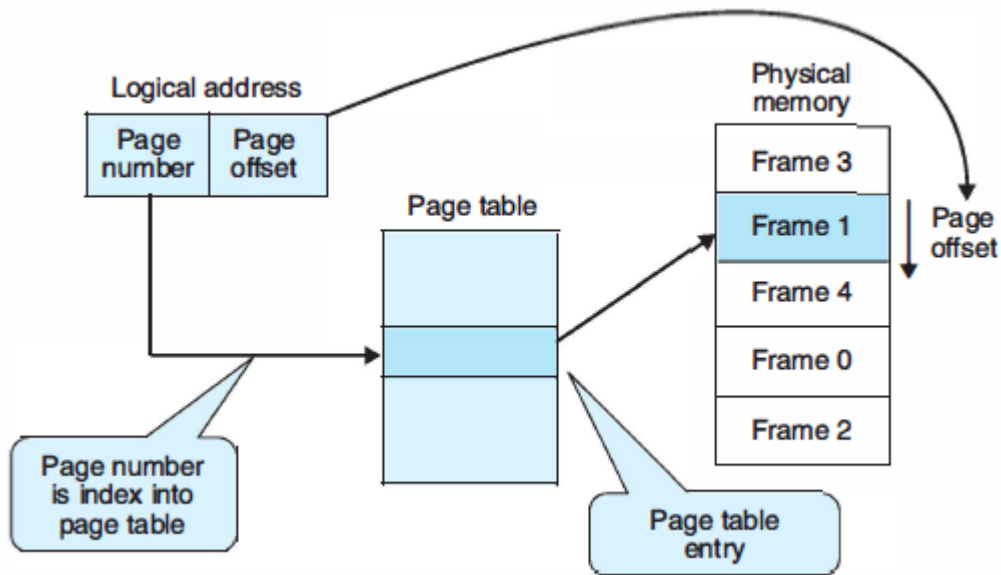 Logical address
Page
number
Page
offset
Page table
Physical
memory
Frame 3
Frame 1
Frame 4
Frame 0
Frame 2
Page
offset
Page number
is index into
page table
Page table
entry